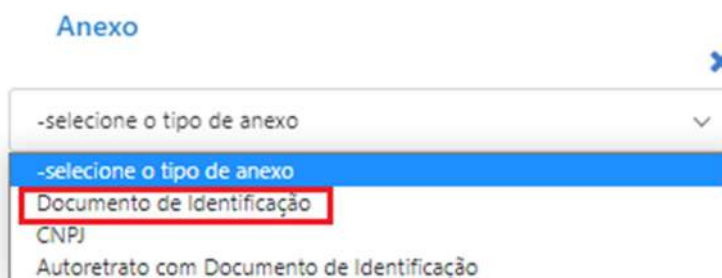 Anexo
-selecione o tipo de anexo
-selecione o tipo de anexo
Documento de Identificação
CNPJ
Autoretrato com Documento de Identificação